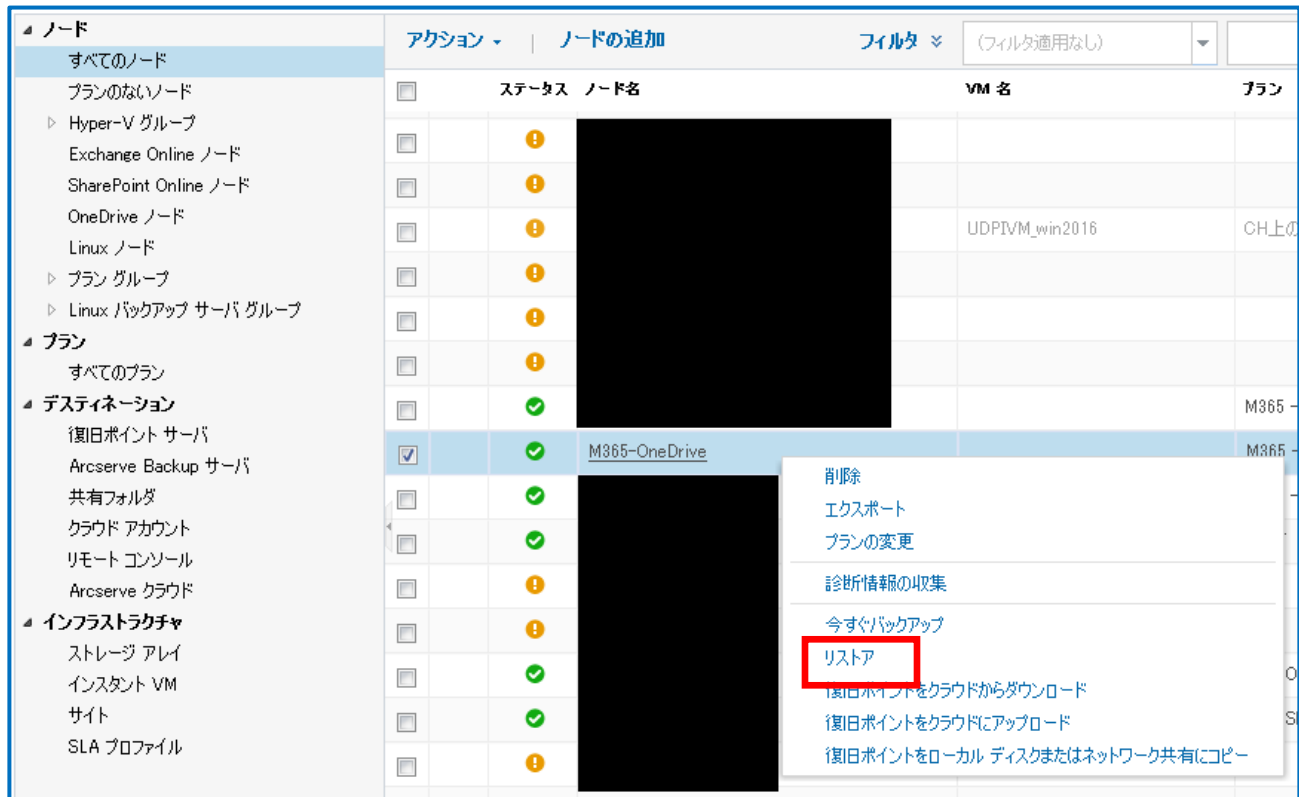 ノード
すべてのノード
プランのないノード
Hyper-V グループ
Exchange Online ノード
SharePoint Online ノード
OneDrive ノード
Linux ノード
プラン グループ
Linux バックアップ サーバ グループ
プラン
すべてのプラン
デスティネーション
復旧ポイント サーバ
Arcserve Backup サーバ
共有フォルダ
クラウド アカウント
リモート コンソール
Arcserve クラウド
インフラストラクチャ
ストレージ アレイ
インスタント VM
サイト
SLA プロファイル
アクション ノードの追加 フィルタ (フィルタ適用なし)
ステータス ノード名 VM 名 プラン
UDPIVM_win2016 CH上の
M365 -
M365-OneDrive M365 -
削除
エクスポート
プランの変更
診断情報の収集
今すぐバックアップ
リストア
復旧ポイントをクラウドからダウンロード
復旧ポイントをクラウドにアップロード
復旧ポイントをローカル ディスクまたはネットワーク共有にコピー